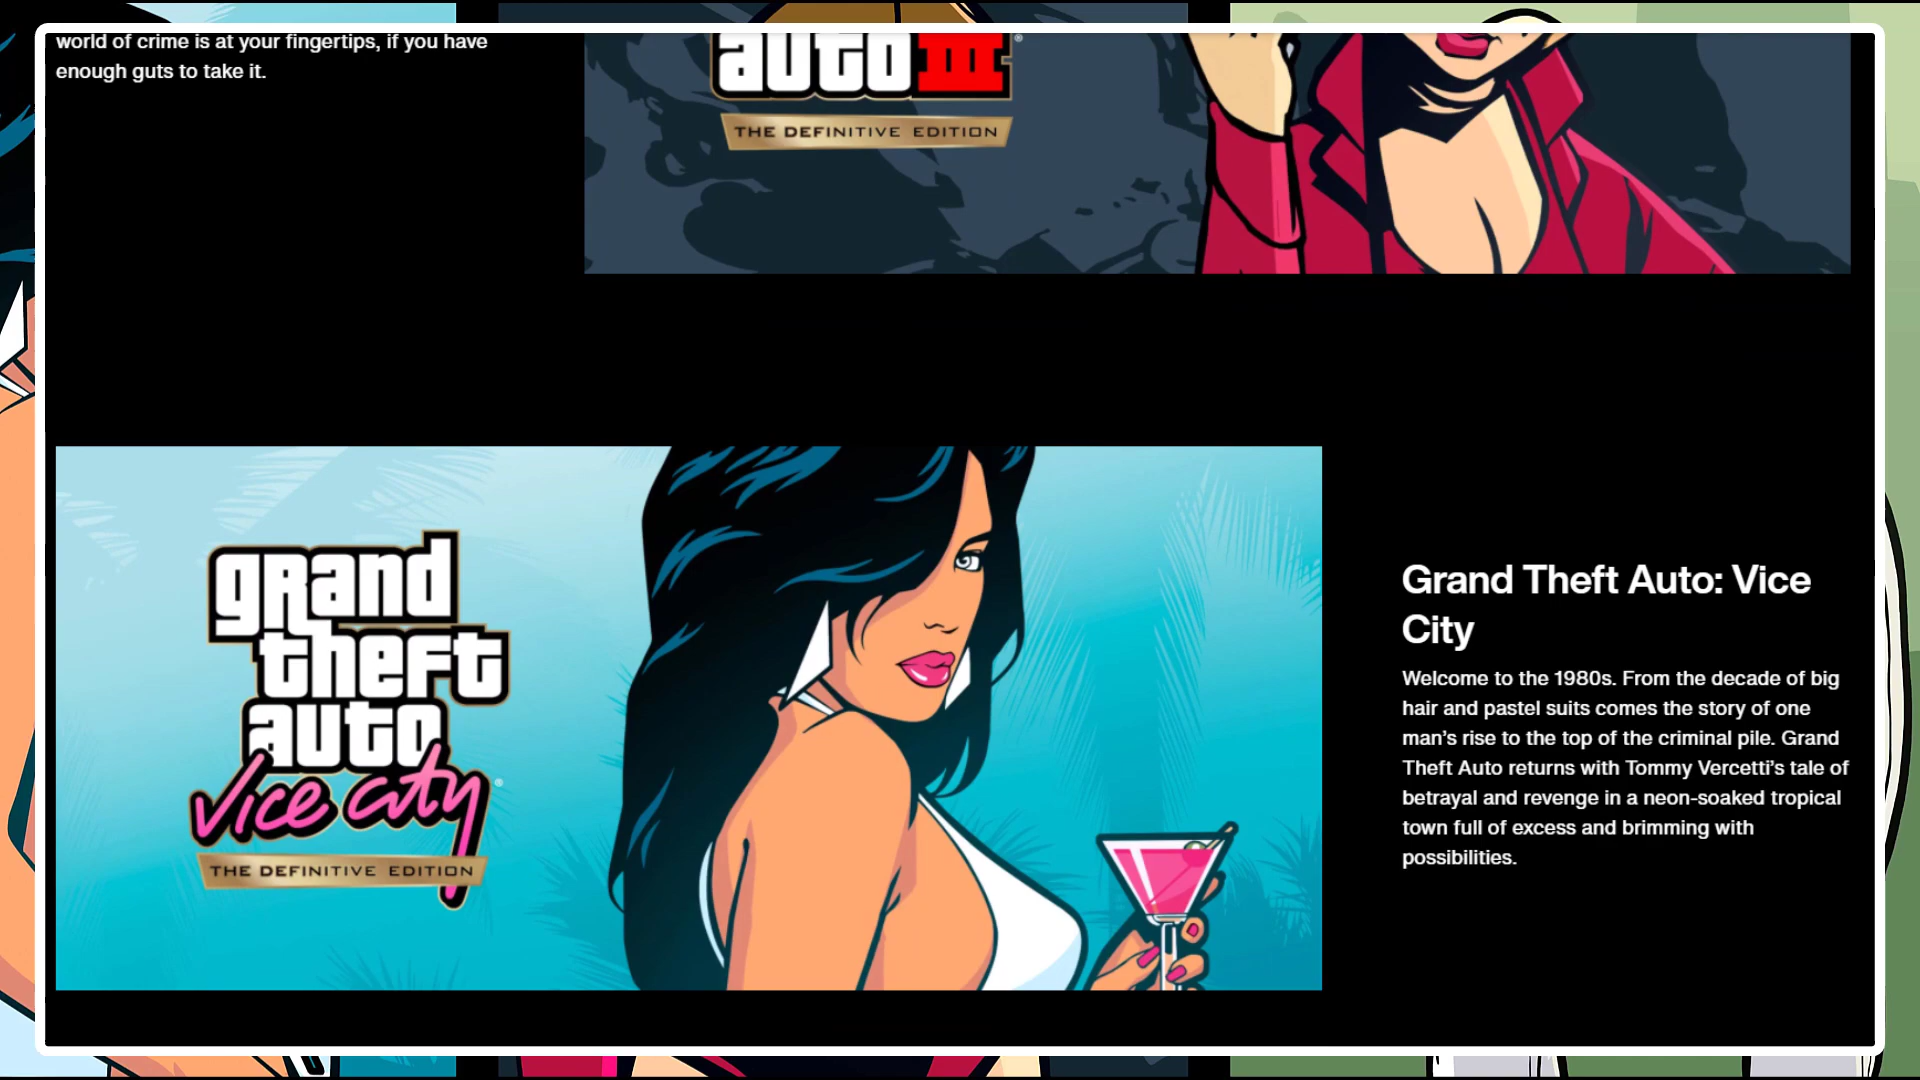 world of crime is at your fingertips, if you have
enough guts to take it.
auto III
®
THE DEFINITIVE EDITION
grand
theft
auto
vice city
®
THE DEFINITIVE EDITION
Grand Theft Auto: Vice
City
Welcome to the 1980s. From the decade of big
hair and pastel suits comes the story of one
man’s rise to the top of the criminal pile. Grand
Theft Auto returns with Tommy Vercetti’s tale of
betrayal and revenge in a neon-soaked tropical
town full of excess and brimming with
possibilities.